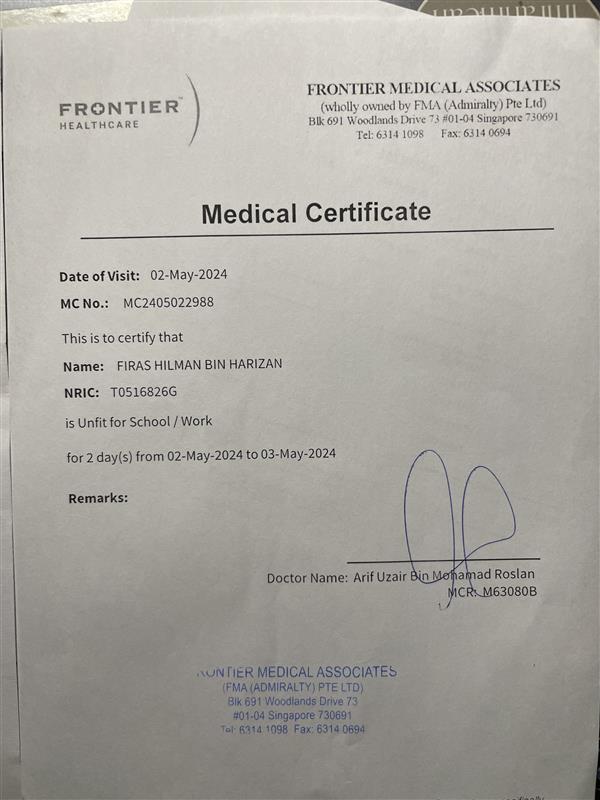 FRONTIER™
HEALTHCARE
FRONTIER MEDICAL ASSOCIATES
(wholly owned by FMA (Admiralty) Pte Ltd)
Blk 691 Woodlands Drive 73 #01-04 Singapore 730691
Tel: 6314 1098 Fax: 6314 0694
Medical Certificate
Date of Visit: 02-May-2024
MC No.: MC2405022988
This is to certify that
Name: FIRAS HILMAN BIN HARIZAN
NRIC: T0516826G
is Unfit for School / Work
for 2 day(s) from 02-May-2024 to 03-May-2024
Remarks:
Doctor Name: Arif Uzair Bin Mohamad Roslan
MCR: M63080B
FRONTIER MEDICAL ASSOCIATES
(FMA (ADMIRALTY) PTE LTD)
Blk 691 Woodlands Drive 73
#01-04 Singapore 730691
Tel: 6314 1098 Fax: 6314 0694